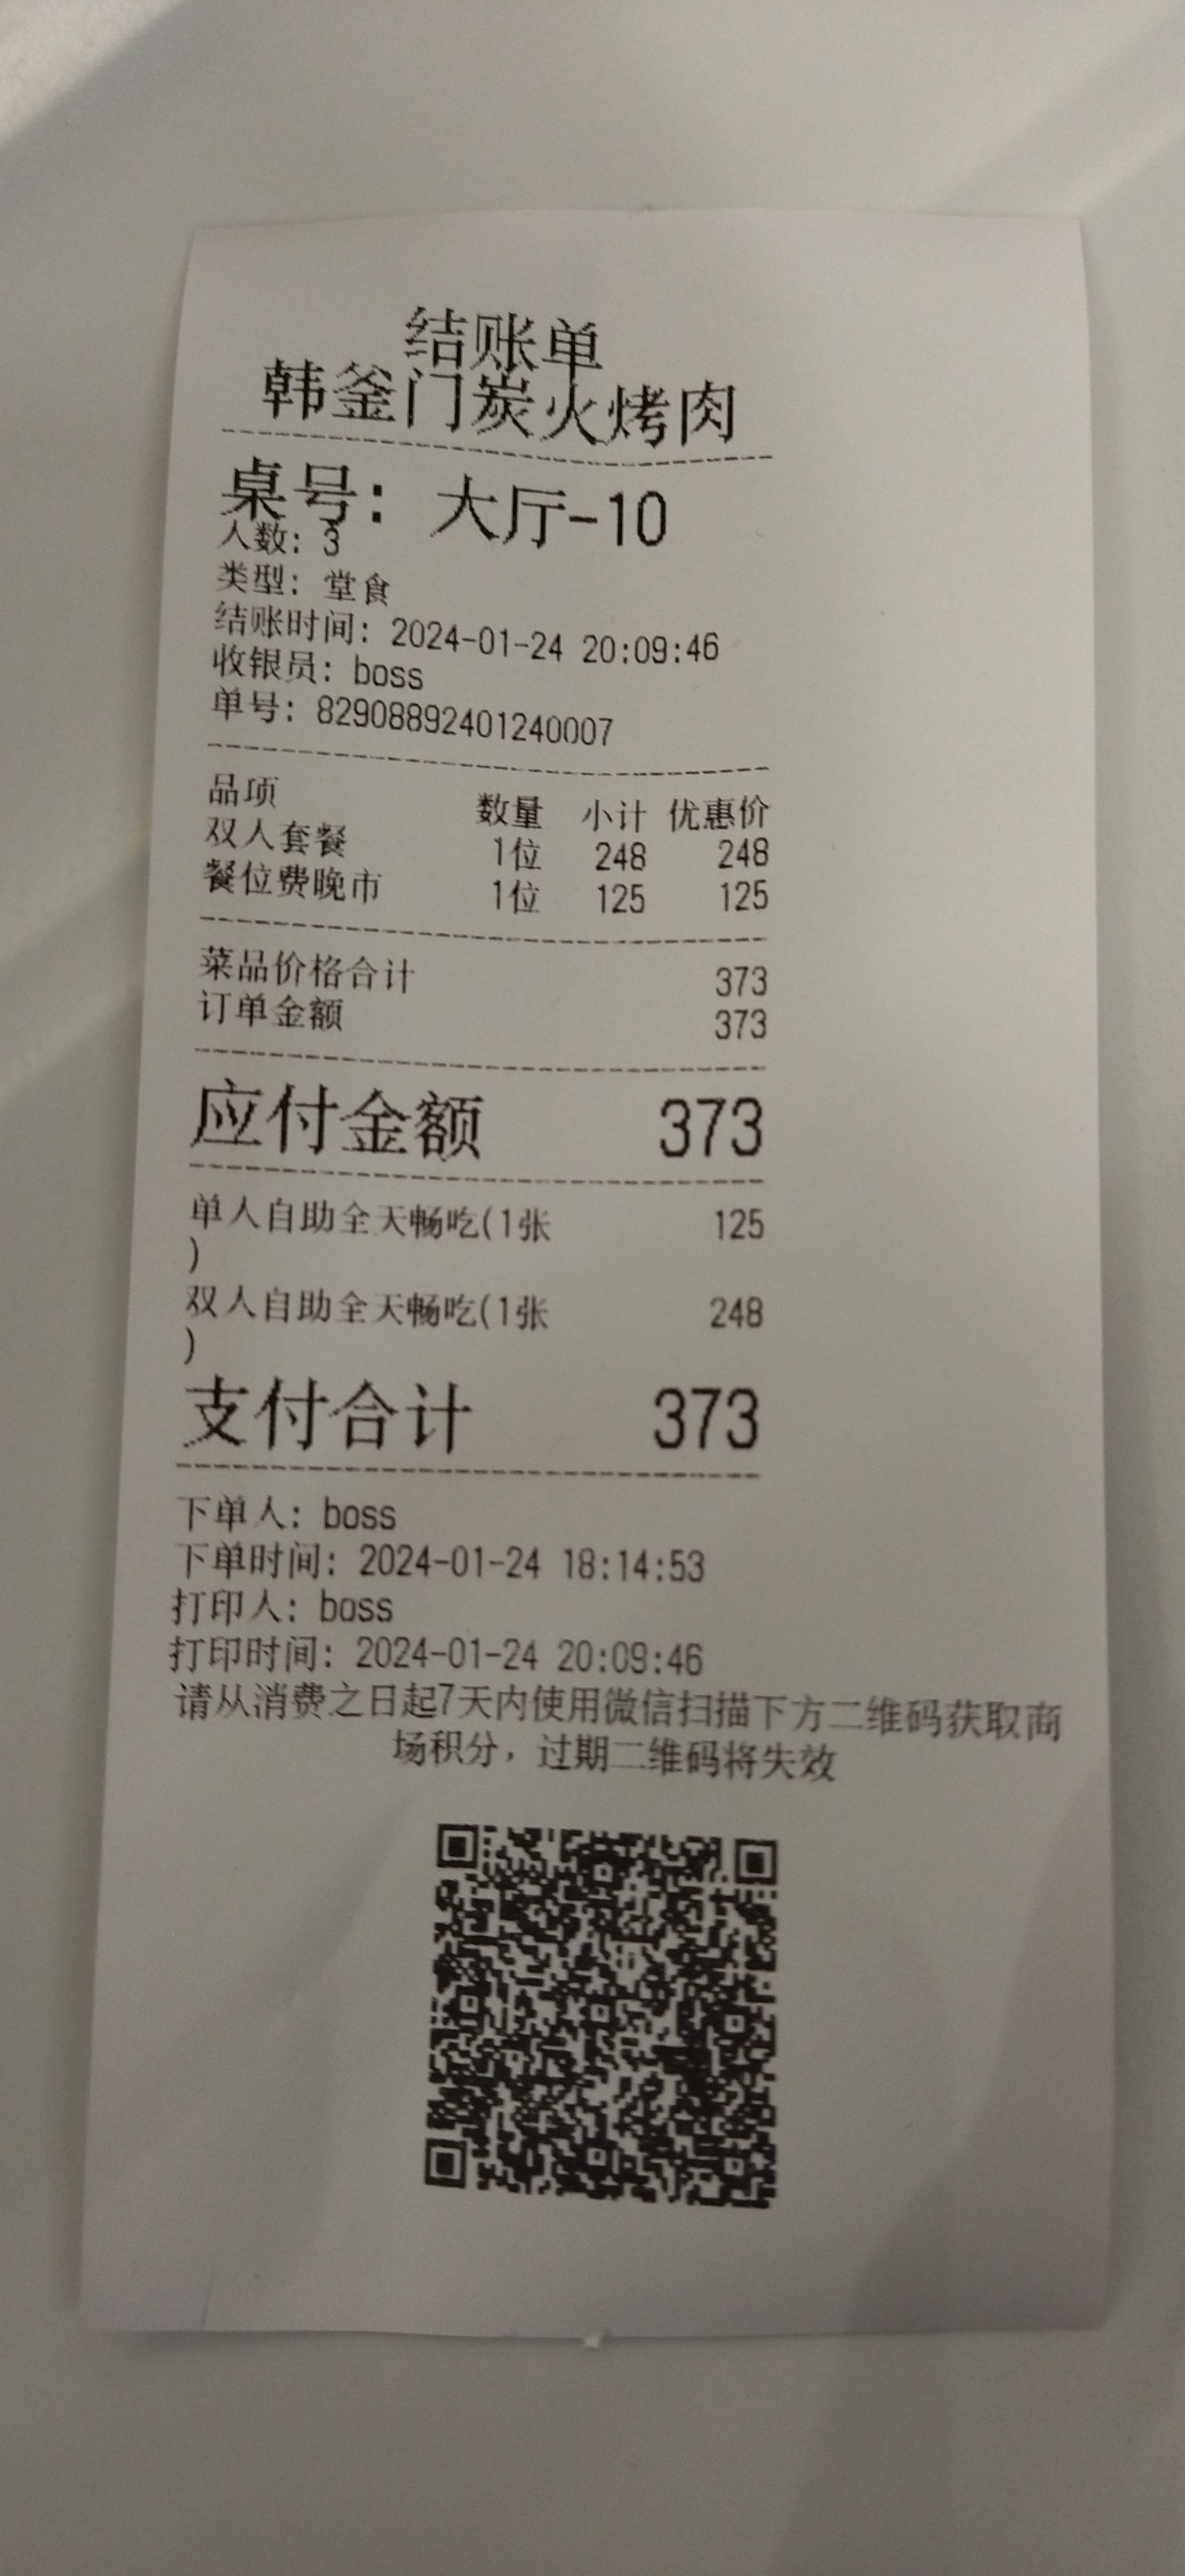 结账单
韩釜门炭火烤肉
桌号：大厅-10
人数：3
类型：堂食
结账时间：2024-01-24 20:09:46
收银员：boss
单号：82908892401240007
品项 数量 小计 优惠价
双人套餐 1位 248 248
餐位费晚市 1位 125 125
菜品价格合计 373
订单金额 373
应付金额 373
单人自助全天畅吃(1张 125
)
双人自助全天畅吃(1张 248
)
支付合计 373
下单人：boss
下单时间：2024-01-24 18:14:53
打印人：boss
打印时间：2024-01-24 20:09:46
请从消费之日起7天内使用微信扫描下方二维码获取商
场积分，过期二维码将失效